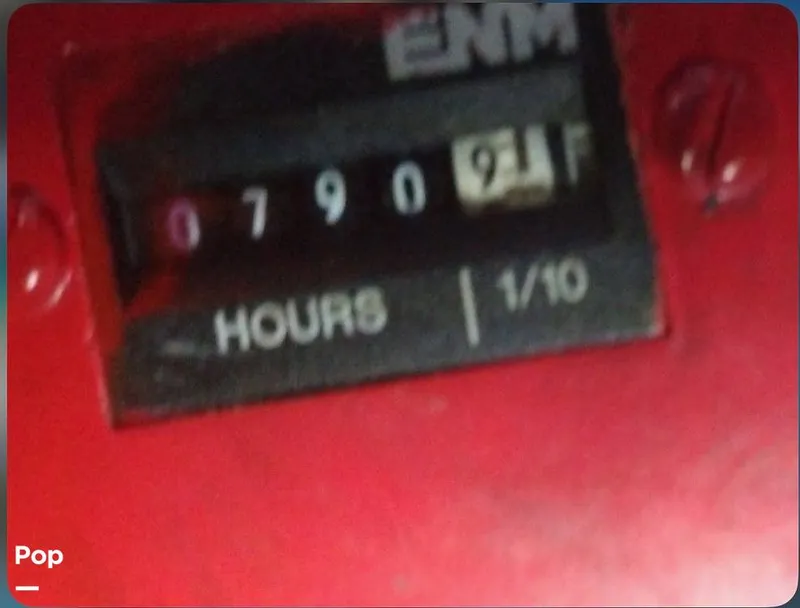 ENM
0 7 9 0 9
HOURS | 1/10
Pop